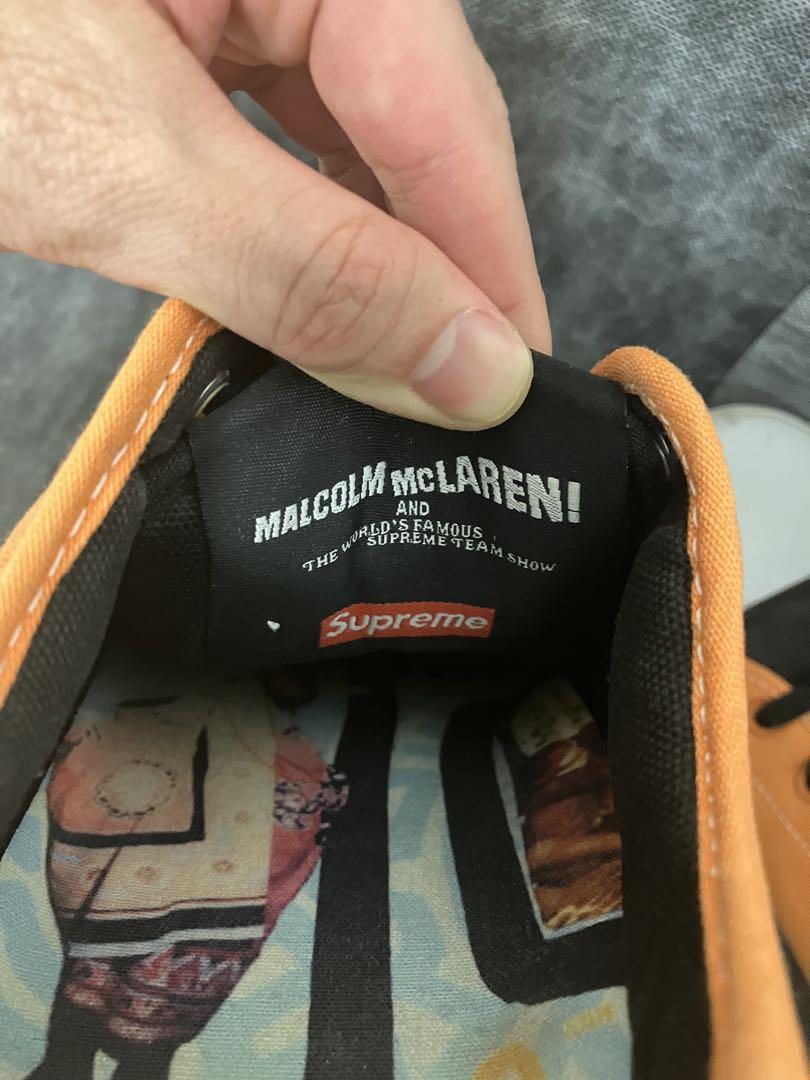 MALCOLM McLAREN!
AND
THE WORLD'S FAMOUS
SUPREME TEAM SHOW
Supreme